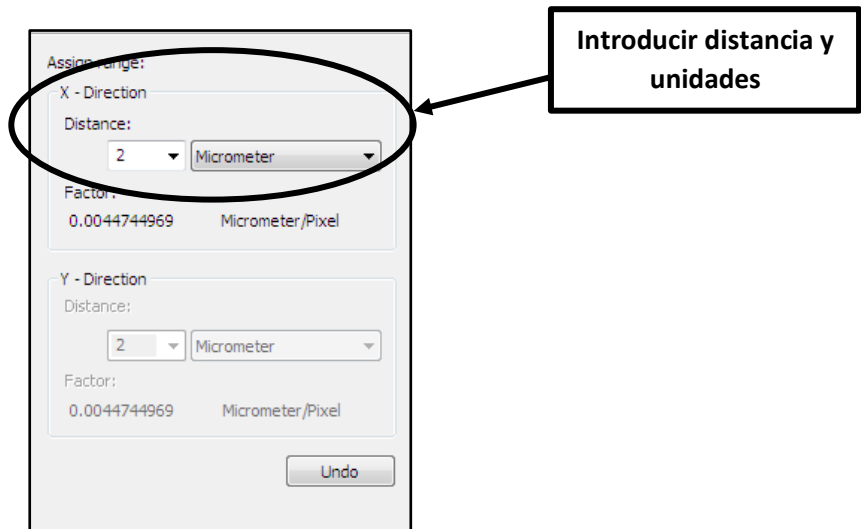 Introducir distancia y
unidades
Assign range:
X - Direction
Distance:
2 Micrometer
Factor:
0.0044744969 Micrometer/Pixel
Y - Direction
Distance:
2 Micrometer
Factor:
0.0044744969 Micrometer/Pixel
Undo